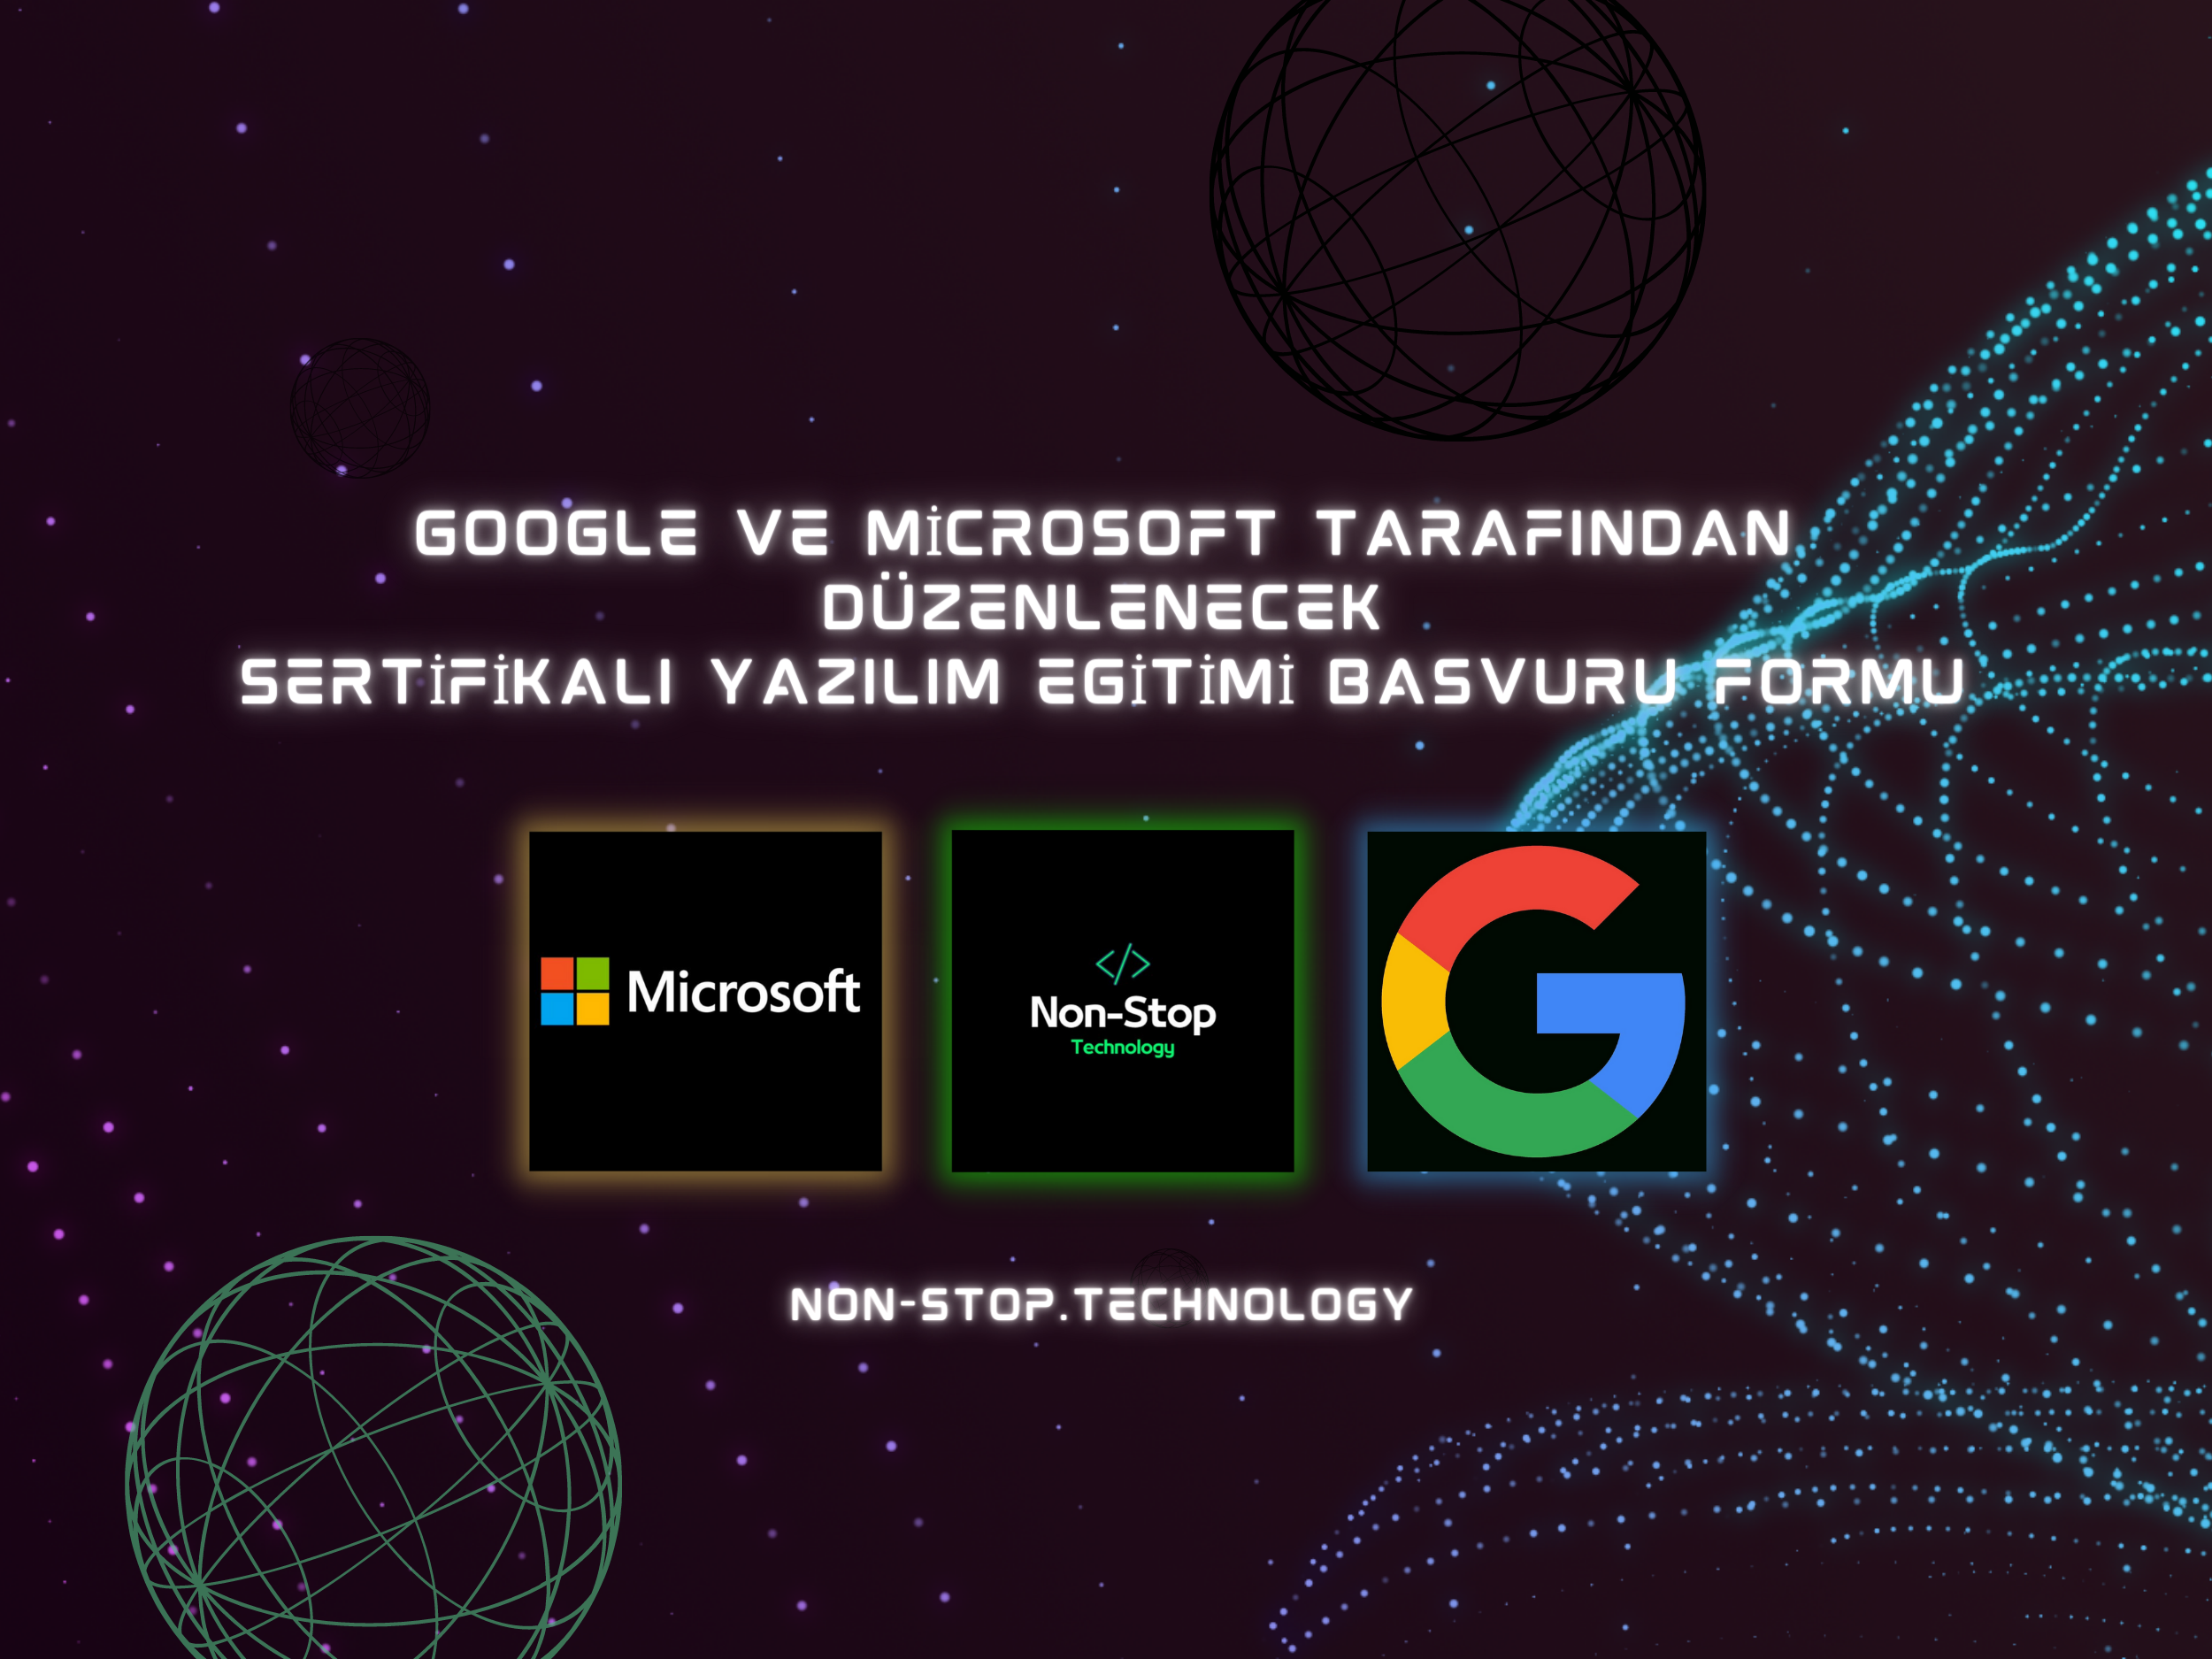 GOOGLE VE MİCROSOFT TARAFINDAN
DÜZENLENECEK
SERTİFİKALI YAZILIM EGİTİMİ BASVURU FORMU
Microsoft
</>
Non-Stop
Technology
G
NON-STOP.TECHNOLOGY